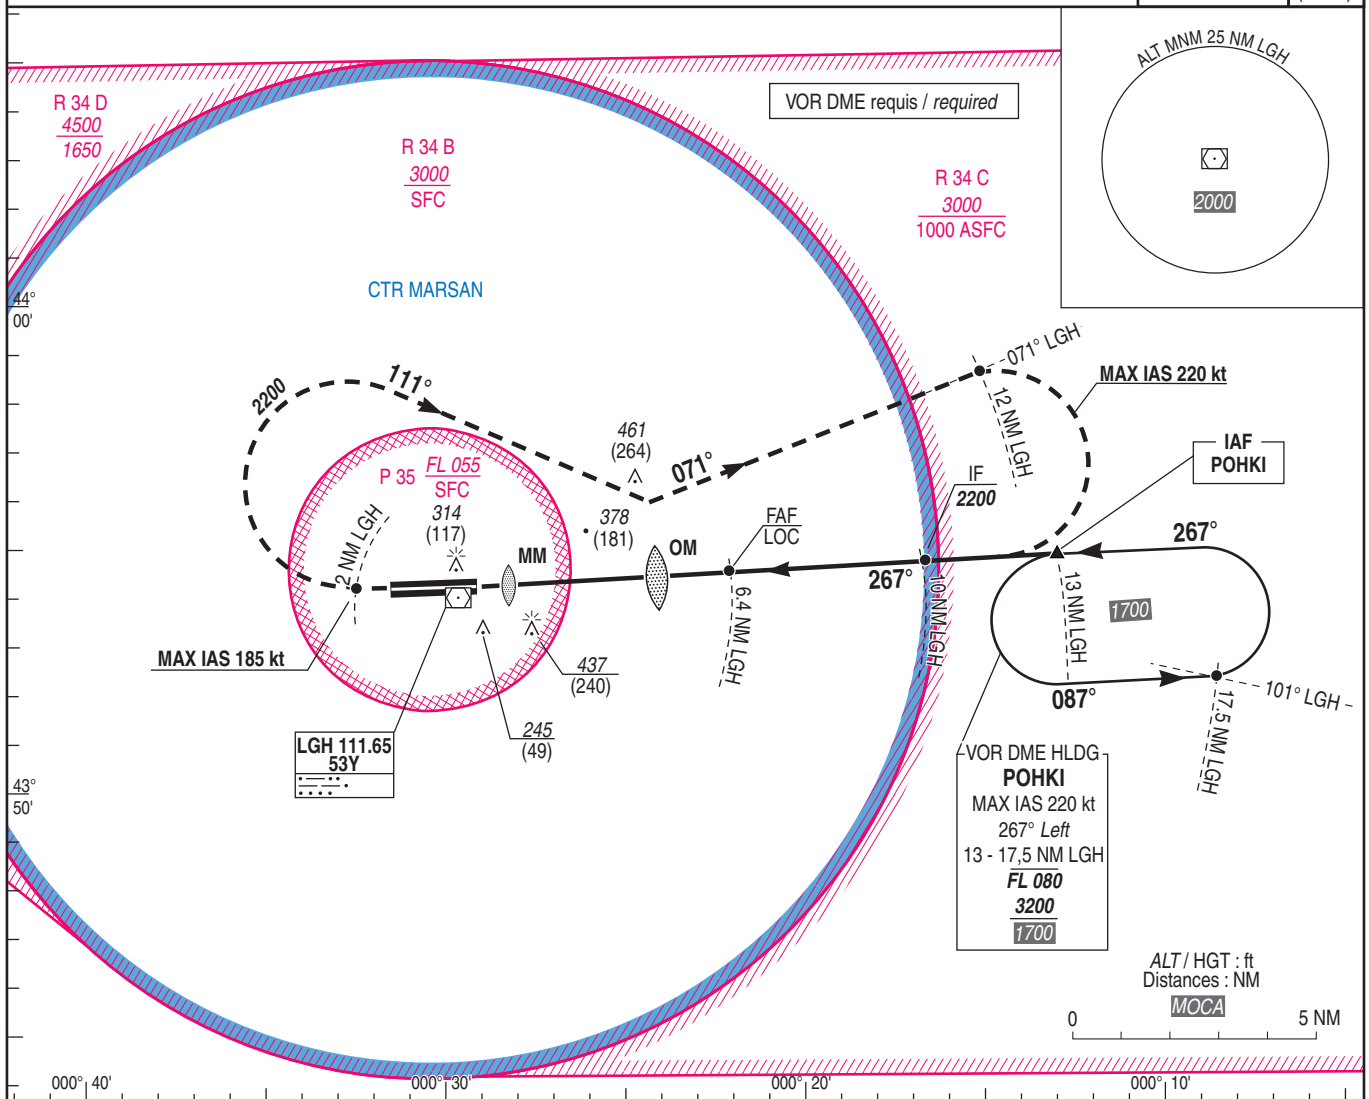 ALT MNM 25 NM LGH
2000
VOR DME requis / required
R 34 D
4500
1650
R 34 B
3000
SFC
R 34 C
3000
1000 ASFC
CTR MARSAN
44°
00'
071° LGH
MAX IAS 220 kt
12 NM LGH
2200
111°
461
(264)
071°
IAF
POHKI
IF
2200
P 35
FL 055
SFC
314
(117)
378
(181)
FAF
LOC
2 NM LGH
MM
OM
267°
267°
6.4 NM LGH
10 NM LGH
13 NM LGH
1700
MAX IAS 185 kt
437
(240)
087°
101° LGH
17.5 NM LGH
245
(49)
LGH 111.65
53Y
VOR DME HLDG
POHKI
MAX IAS 220 kt
267° Left
13 - 17,5 NM LGH
FL 080
3200
1700
43°
50'
ALT / HGT : ft
Distances : NM
MOCA
0 5 NM
000° 40' 000° 30' 000° 20' 000° 10'